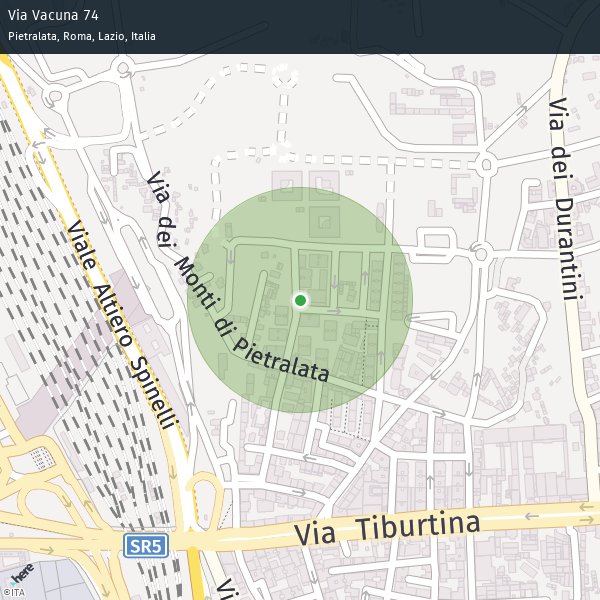 Via Vacuna 74
Pietralata, Roma, Lazio, Italia
Via dei Durantini
Via dei Monti di Pietralata
Viale Altiero Spinelli
Via Tiburtina
SR5
Vi
here
©ITA